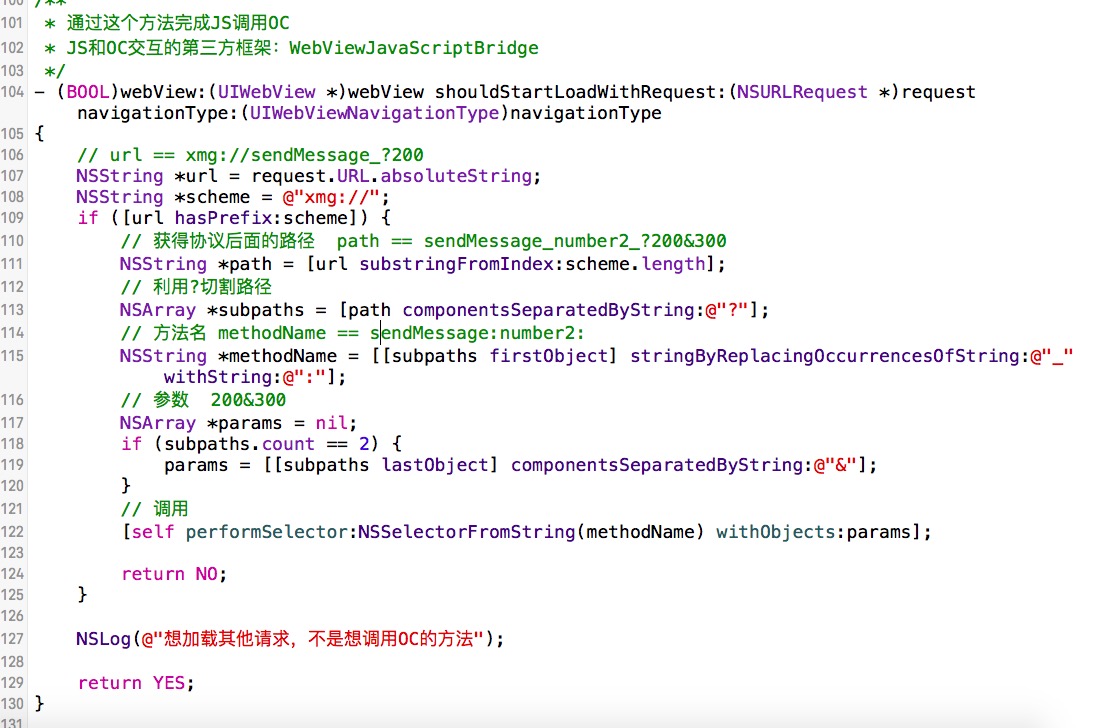 100 /**
101 * 通过这个方法完成JS调用OC
102 * JS和OC交互的第三方框架：WebViewJavaScriptBridge
103 */
104 - (BOOL)webView:(UIWebView *)webView shouldStartLoadWithRequest:(NSURLRequest *)request
navigationType:(UIWebViewNavigationType)navigationType
105 {
106 // url == xmg://sendMessage_?200
107 NSString *url = request.URL.absoluteString;
108 NSString *scheme = @"xmg://";
109 if ([url hasPrefix:scheme]) {
110 // 获得协议后面的路径 path == sendMessage_number2_?200&300
111 NSString *path = [url substringFromIndex:scheme.length];
112 // 利用?切割路径
113 NSArray *subpaths = [path componentsSeparatedByString:@"?"];
114 // 方法名 methodName == sendMessage:number2:
115 NSString *methodName = [[subpaths firstObject] stringByReplacingOccurrencesOfString:@"_"
withString:@":"];
116 // 参数 200&300
117 NSArray *params = nil;
118 if (subpaths.count == 2) {
119 params = [[subpaths lastObject] componentsSeparatedByString:@"&"];
120 }
121 // 调用
122 [self performSelector:NSSelectorFromString(methodName) withObjects:params];
123
124 return NO;
125 }
126
127 NSLog(@"想加载其他请求，不是想调用OC的方法");
128
129 return YES;
130 }
131